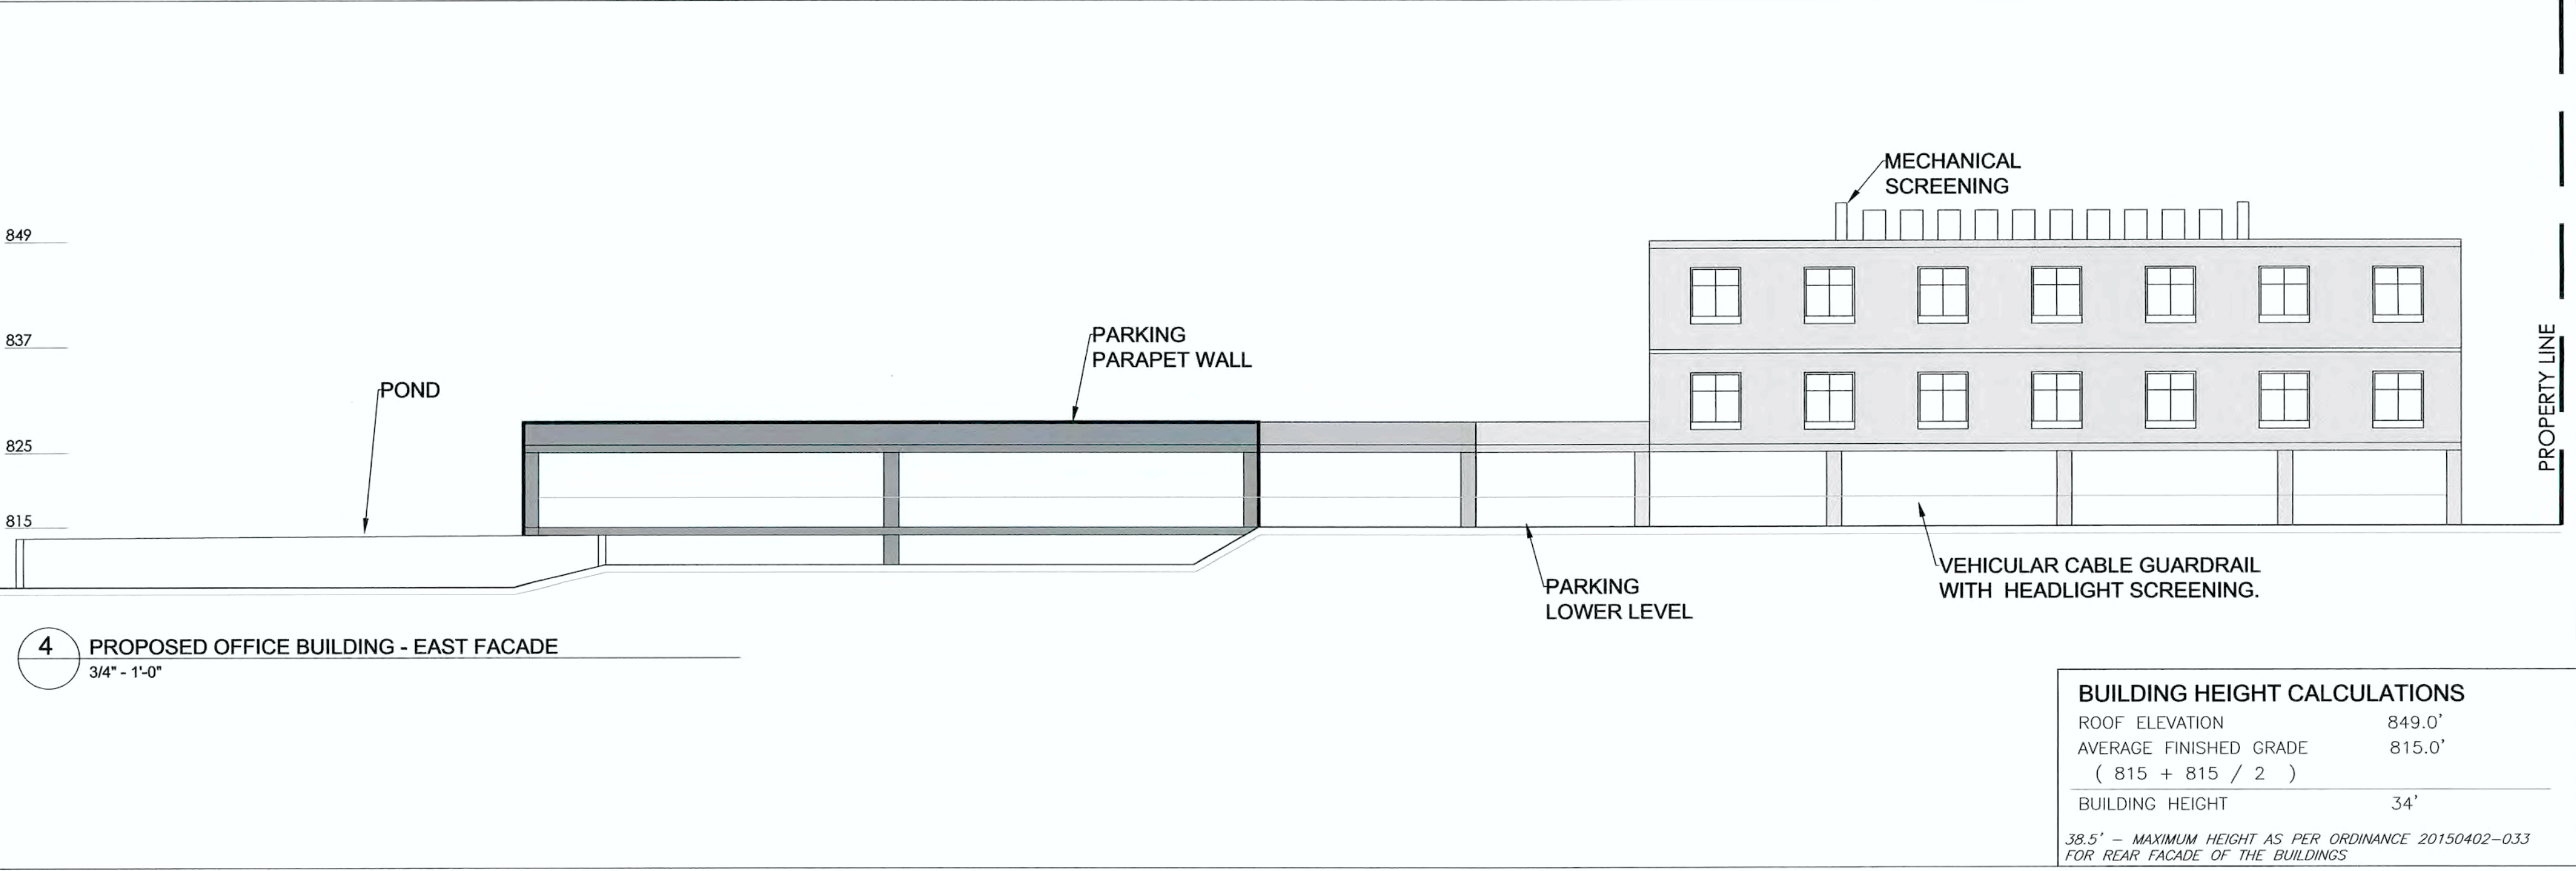 MECHANICAL
SCREENING
849
837
PARKING
PARAPET WALL
POND
825
815
PROPERTY LINE
VEHICULAR CABLE GUARDRAIL
WITH HEADLIGHT SCREENING.
PARKING
LOWER LEVEL
4 PROPOSED OFFICE BUILDING - EAST FACADE
3/4" - 1'-0"
BUILDING HEIGHT CALCULATIONS
ROOF ELEVATION 849.0'
AVERAGE FINISHED GRADE 815.0'
( 815 + 815 / 2 )
BUILDING HEIGHT 34'
38.5' – MAXIMUM HEIGHT AS PER ORDINANCE 20150402–033
FOR REAR FACADE OF THE BUILDINGS